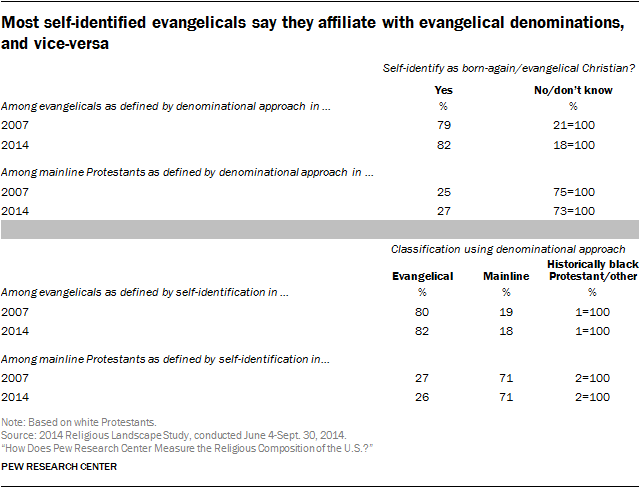 Most self-identified evangelicals say they affiliate with evangelical denominations,
and vice-versa
Self-identify as born-again/evangelical Christian?
Yes No/don't know
Among evangelicals as defined by denominational approach in ... % %
2007 79 21=100
2014 82 18=100
Among mainline Protestants as defined by denominational approach in ...
2007 25 75=100
2014 27 73=100
Classification using denominational approach
Evangelical Mainline Historically black
Protestant/other
Among evangelicals as defined by self-identification in ... % % %
2007 80 19 1=100
2014 82 18 1=100
Among mainline Protestants as defined by self-identification in...
2007 27 71 2=100
2014 26 71 2=100
Note: Based on white Protestants.
Source: 2014 Religious Landscape Study, conducted June 4-Sept. 30, 2014.
“How Does Pew Research Center Measure the Religious Composition of the U.S.?”
PEW RESEARCH CENTER